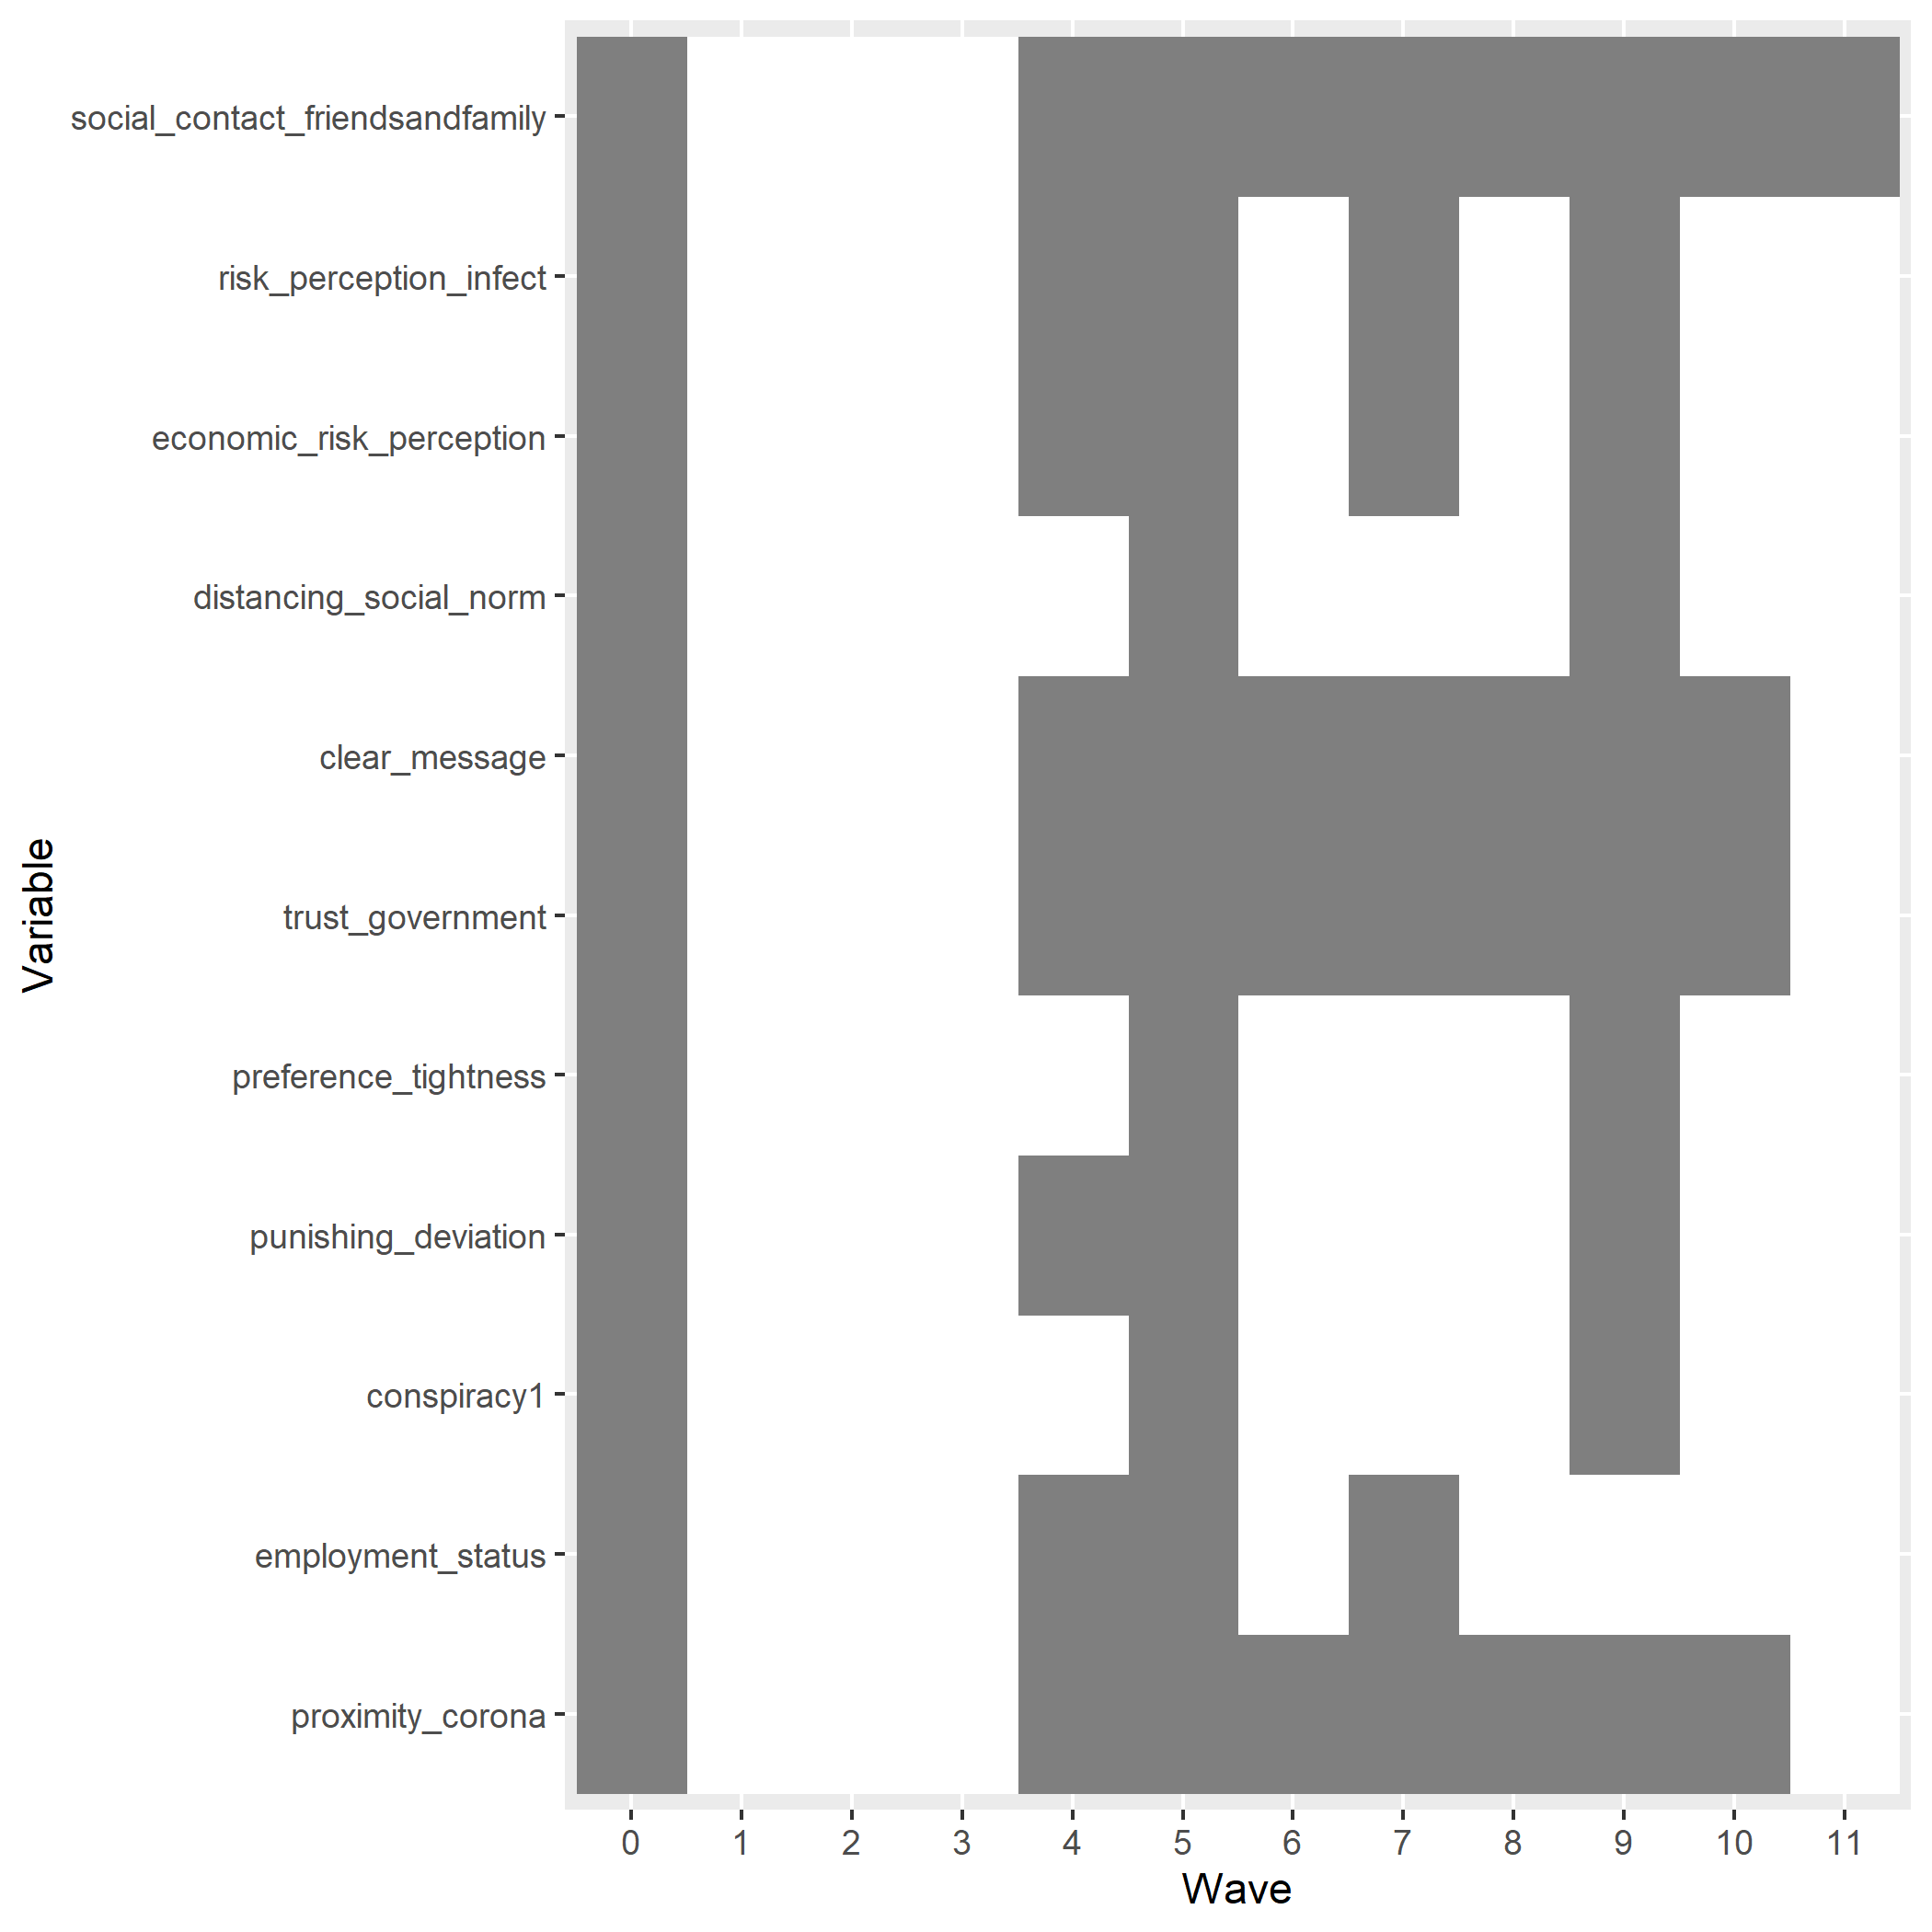 social_contact_friendsandfamily
risk_perception_infect
economic_risk_perception
distancing_social_norm
clear_message
trust_government
preference_tightness
punishing_deviation
conspiracy1
employment_status
proximity_corona
Variable
0 1 2 3 4 5 6 7 8 9 10 11
Wave